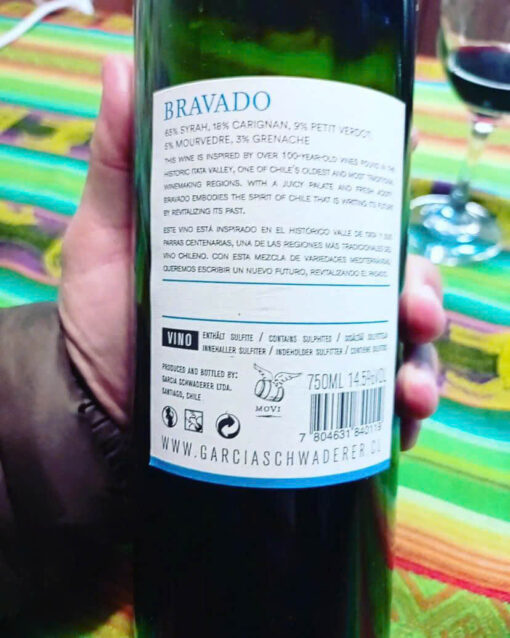 BRAVADO
65% SYRAH, 18% CARIGNAN, 9% PETIT VERDOT,
5% MOURVEDRE, 3% GRENACHE
THIS WINE IS INSPIRED BY OVER 100-YEAR-OLD VINES FOUND IN THE
HISTORIC ITATA VALLEY, ONE OF CHILE'S OLDEST AND MOST TRADITIONAL
WINEMAKING REGIONS. WITH A JUICY PALATE AND FRESH ACIDITY
BRAVADO EMBODIES THE SPIRIT OF CHILE THAT IS WRITING ITS FUTURE
BY REVITALIZING ITS PAST.
ESTE VINO ESTÁ INSPIRADO EN EL HISTÓRICO VALLE DE ITATA Y SUS
PARRAS CENTENARIAS, UNA DE LAS REGIONES MÁS TRADICIONALES DEL
VINO CHILENO. CON ESTA MEZCLA DE VARIEDADES MEDITERRÁNEAS,
QUEREMOS ESCRIBIR UN NUEVO FUTURO, REVITALIZANDO EL PASADO.
VINO ENTHÄLT SULFITE / CONTAINS SULPHITES /
INNEHALLER SULFITER / INDEHOLDER SULFITTER / CONTIENE SULFITOS
PRODUCED AND BOTTLED BY:
GARCIA SCHWADERER LTDA.
SANTIAGO, CHILE
MOVI
750ML 14.5%VOL
7 804631 840119
WWW.GARCIASCHWADERER.CL